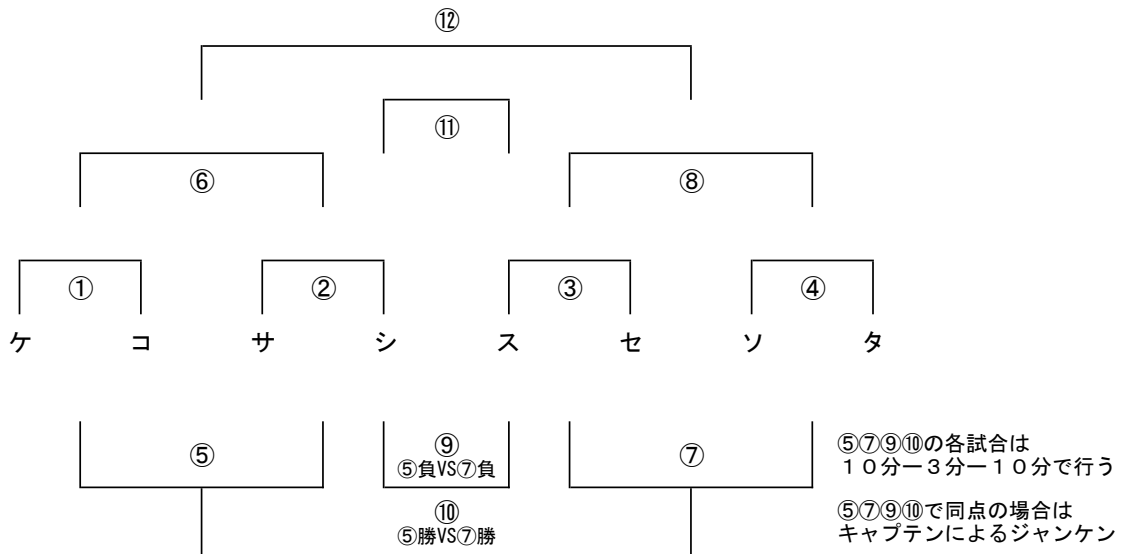 ⑫
⑪
⑥ ⑧
① ② ③ ④
ケ コ サ シ ス セ ソ タ
⑤ ⑨ ⑦
⑤負VS⑦負
⑩
⑤勝VS⑦勝
⑤⑦⑨⑩の各試合は
１０分ー３分ー１０分で行う
⑤⑦⑨⑩で同点の場合は
キャプテンによるジャンケン